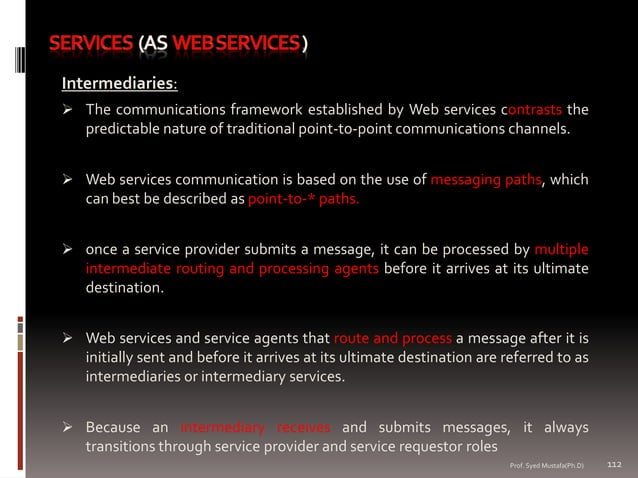 SERVICES (AS WEB SERVICES)
Intermediaries:
➢ The communications framework established by Web services contrasts the
predictable nature of traditional point-to-point communications channels.
➢ Web services communication is based on the use of messaging paths, which
can best be described as point-to-* paths.
➢ once a service provider submits a message, it can be processed by multiple
intermediate routing and processing agents before it arrives at its ultimate
destination.
➢ Web services and service agents that route and process a message after it is
initially sent and before it arrives at its ultimate destination are referred to as
intermediaries or intermediary services.
➢ Because an intermediary receives and submits messages, it always
transitions through service provider and service requestor roles
Prof. Syed Mustafa(Ph.D) 112